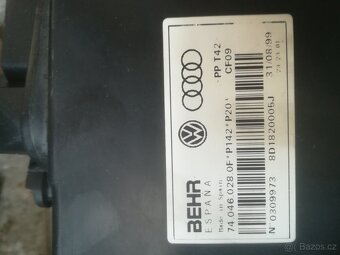 PP T42
CF09
BEHR
ESPAÑA
Made in Spain
74.046.028 0F*P142*P20*
N 0309973
8D1820005J
31.08.99
bazos.cz